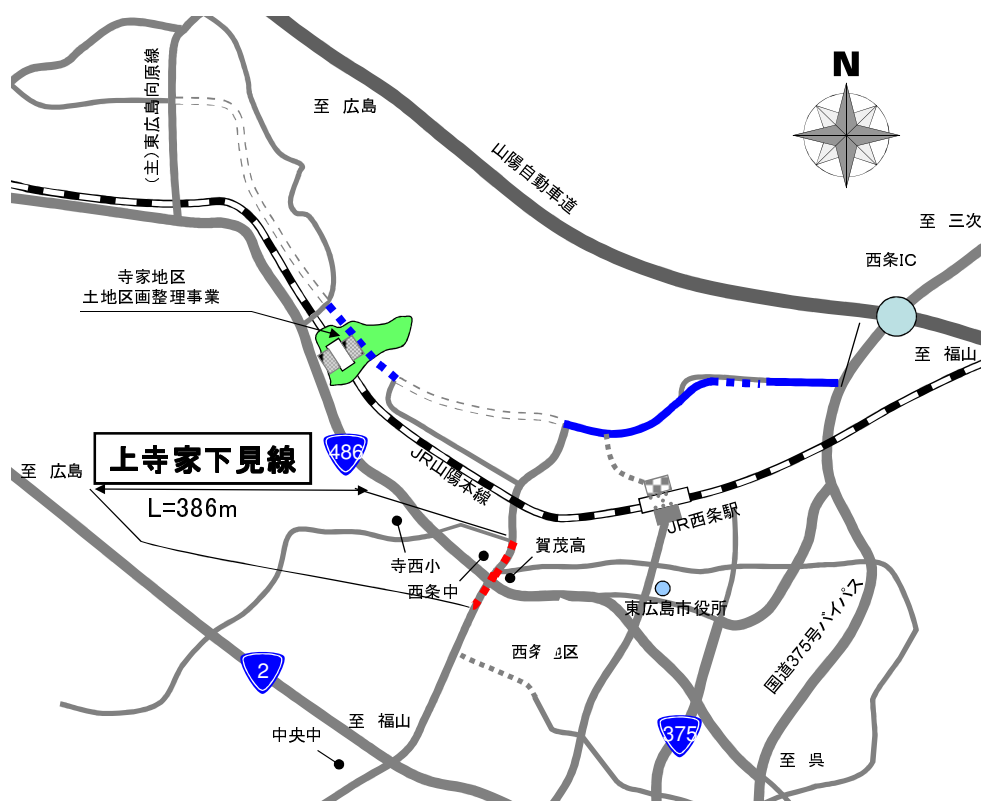 N
(主)東広島向原線
至 広島
山陽自動車道
至 三次
西条IC
寺家地区
土地区画整理事業
至 福山
486
上寺家下見線
至 広島
L=386m
JR山陽本線
JR西条駅
賀茂高
寺西小
西条中
東広島市役所
国道375号バイパス
西条
区
2
至 福山
中央中
375
至 呉